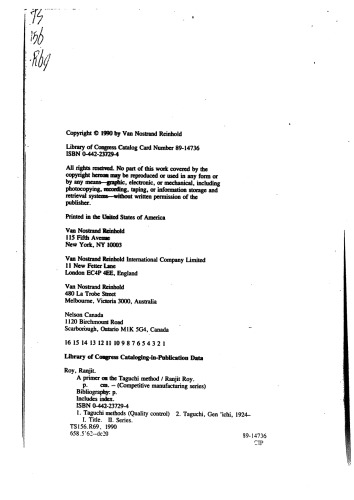 TS
156
.R69
Copyright © 1990 by Van Nostrand Reinhold
Library of Congress Catalog Card Number 89-14736
ISBN 0-442-23729-4
All rights reserved. No part of this work covered by the
copyright hereon may be reproduced or used in any form or
by any means—graphic, electronic, or mechanical, including
photocopying, recording, taping, or information storage and
retrieval systems—without written permission of the
publisher.
Printed in the United States of America
Van Nostrand Reinhold
115 Fifth Avenue
New York, NY 10003
Van Nostrand Reinhold International Company Limited
11 New Fetter Lane
London EC4P 4EE, England
Van Nostrand Reinhold
480 La Trobe Street
Melbourne, Victoria 3000, Australia
Nelson Canada
1120 Birchmount Road
Scarborough, Ontario M1K 5G4, Canada
16 15 14 13 12 11 10 9 8 7 6 5 4 3 2 1
Library of Congress Cataloging-in-Publication Data
Roy, Ranjit.
A primer on the Taguchi method / Ranjit Roy.
p. cm. – (Competitive manufacturing series)
Bibliography: p.
Includes index.
ISBN 0-442-23729-4
1. Taguchi methods (Quality control) 2. Taguchi, Gen 'ichi, 1924–
I. Title. II. Series.
TS156.R69, 1990
658.5'62–dc20 89-14736
CIP